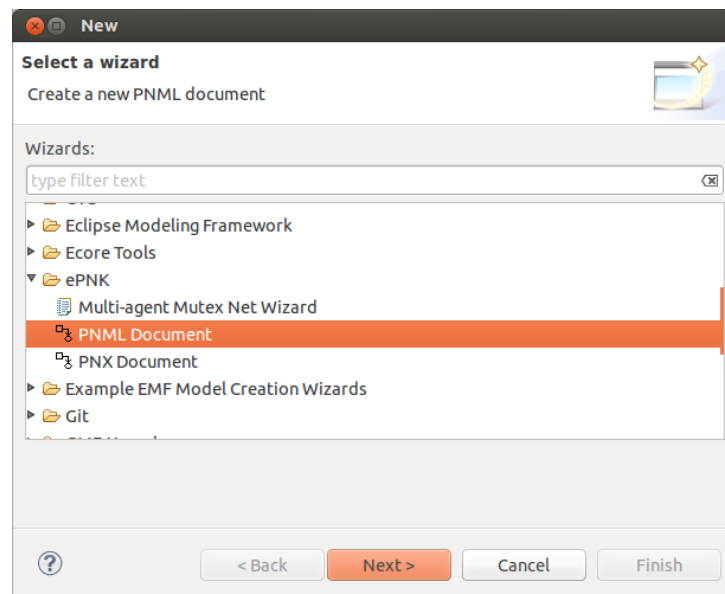 New
Select a wizard
Create a new PNML document
Wizards:
type filter text
Eclipse Modeling Framework
Ecore Tools
ePNK
Multi-agent Mutex Net Wizard
PNML Document
PNX Document
Example EMF Model Creation Wizards
Git
? < Back Next > Cancel Finish